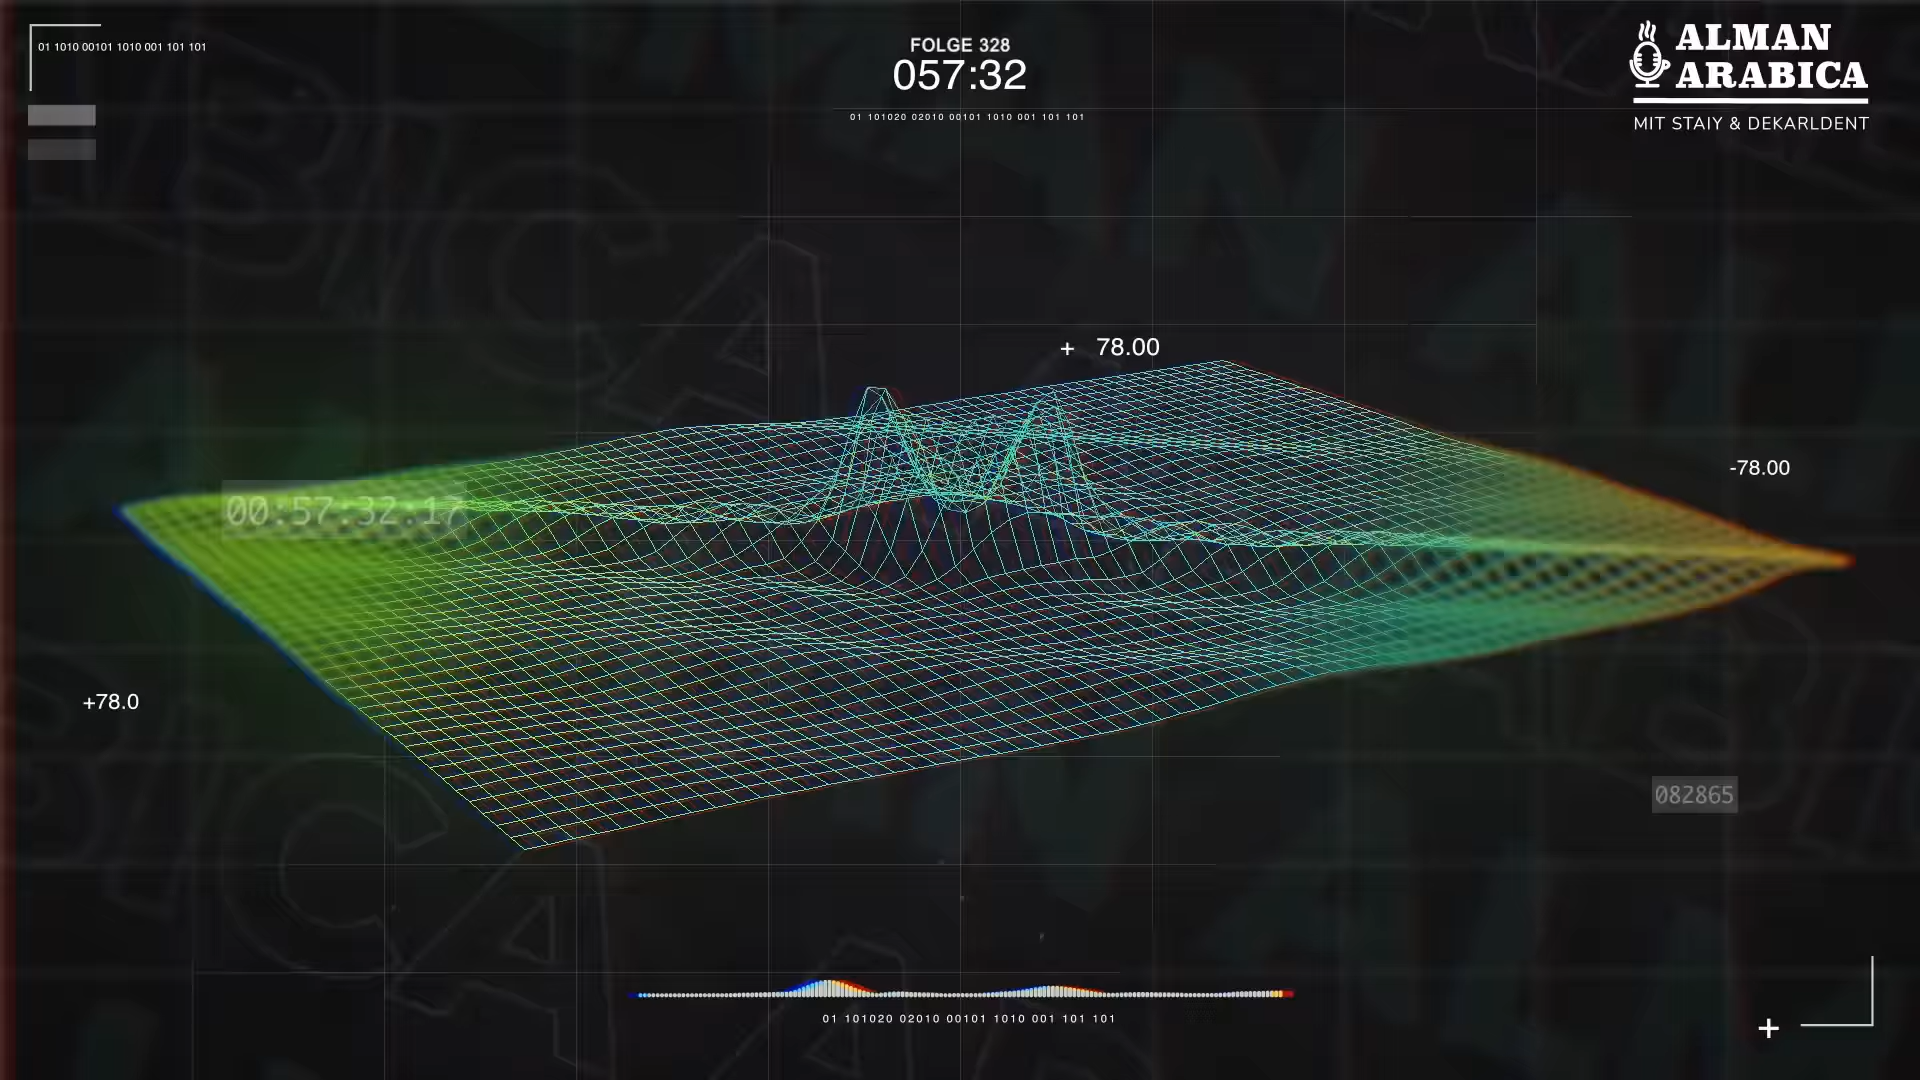 01 1010 00101 1010 001 101 101
FOLGE 328
057:32
01 101020 02010 00101 1010 001 101 101
ALMAN
ARABICA
MIT STAIY & DEKARLDENT
+ 78.00
-78.00
00:57:32.17
+78.0
082865
01 101020 02010 00101 1010 001 101 101
+